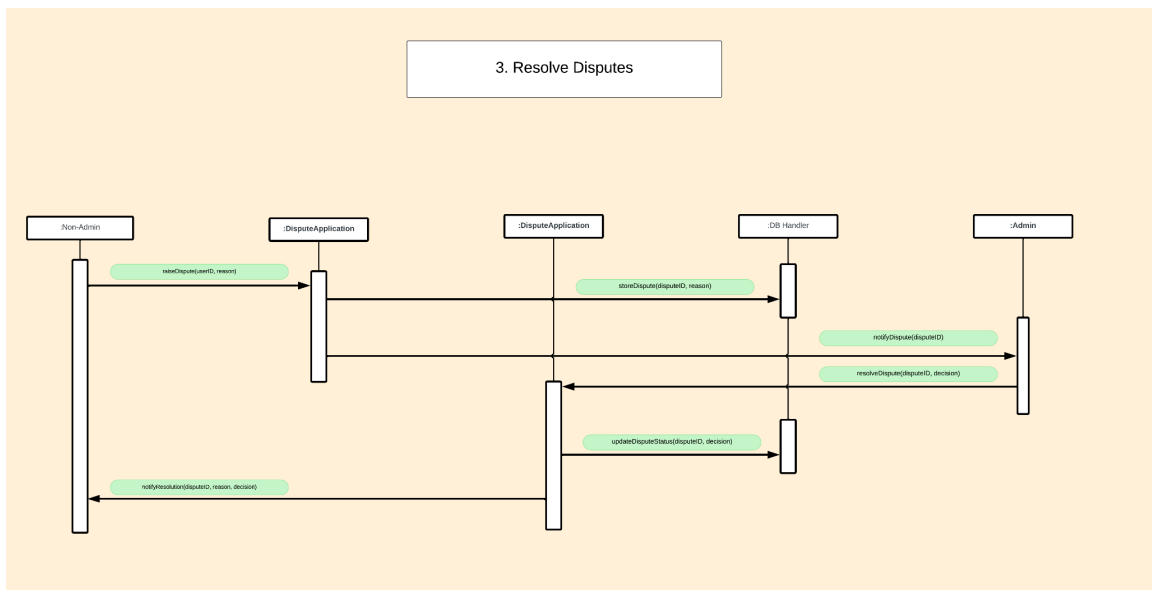 3. Resolve Disputes
:Non-Admin
:DisputeApplication
:DisputeApplication
:DB Handler
:Admin
raiseDispute(userID, reason)
storeDispute(disputeID, reason)
notifyDispute(disputeID)
resolveDispute(disputeID, decision)
updateDisputeStatus(disputeID, decision)
notifyResolution(disputeID, reason, decision)